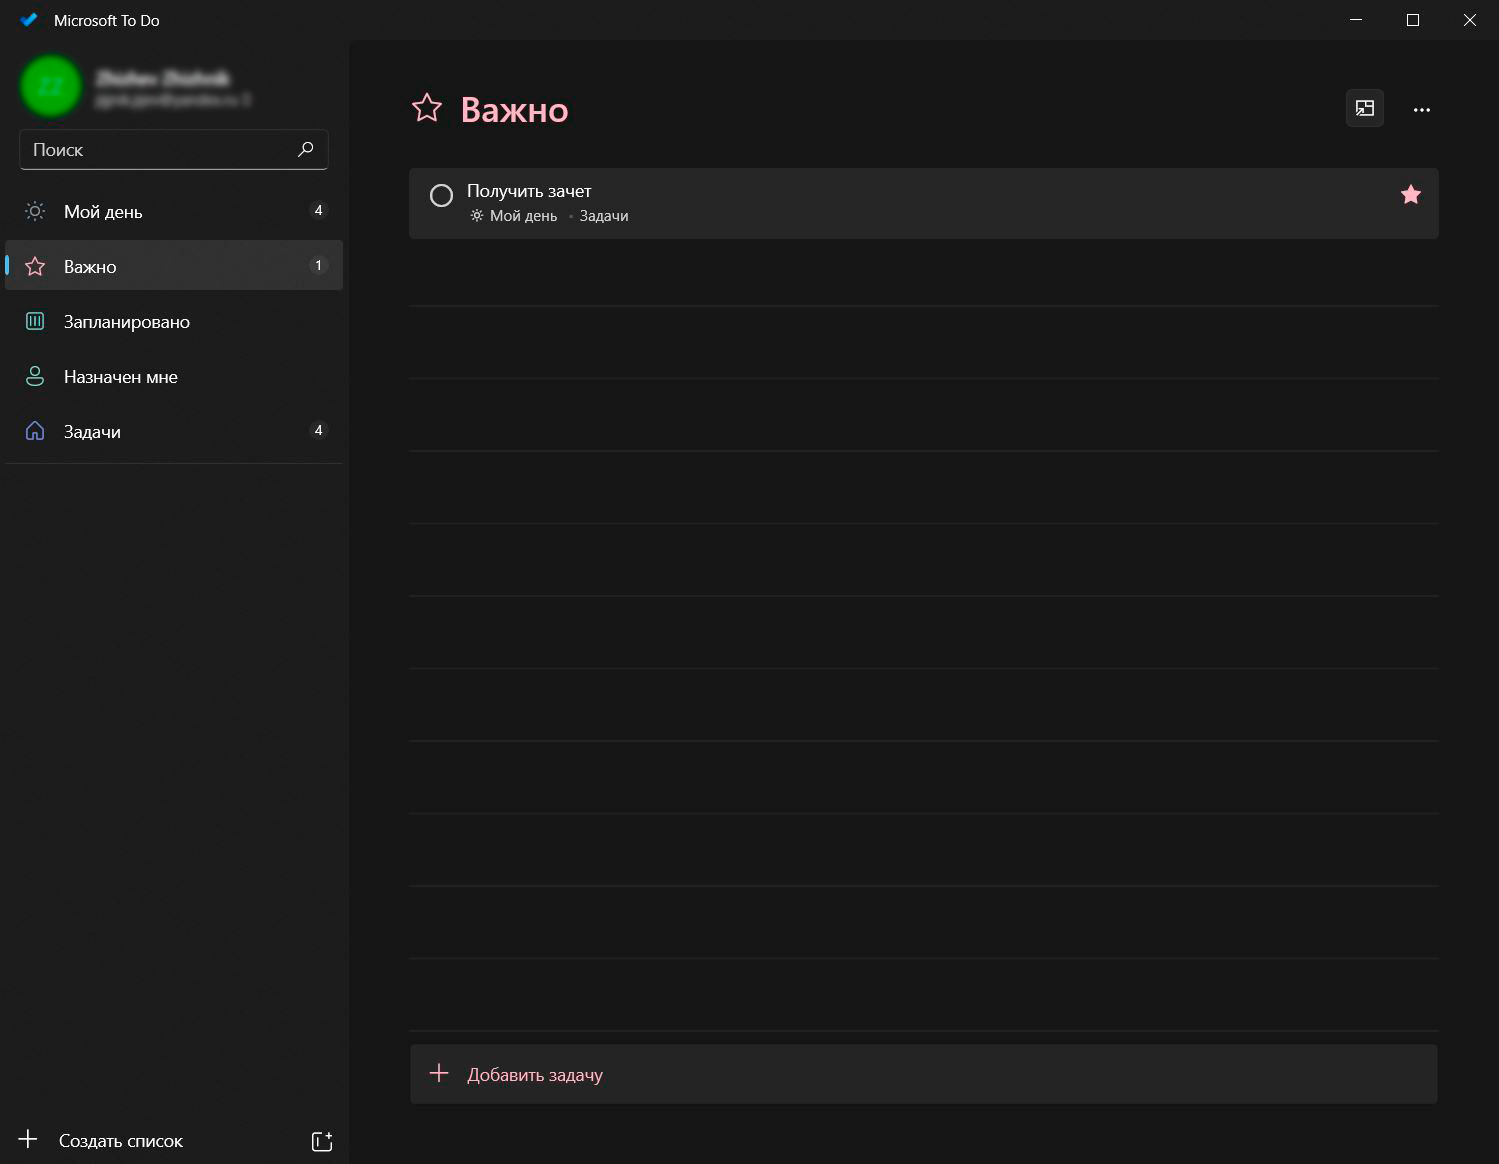 Microsoft To Do
Поиск
Мой день 4
Важно 1
Запланировано
Назначен мне
Задачи 4
Создать список
Важно
Получить зачет
Мой день • Задачи
Добавить задачу